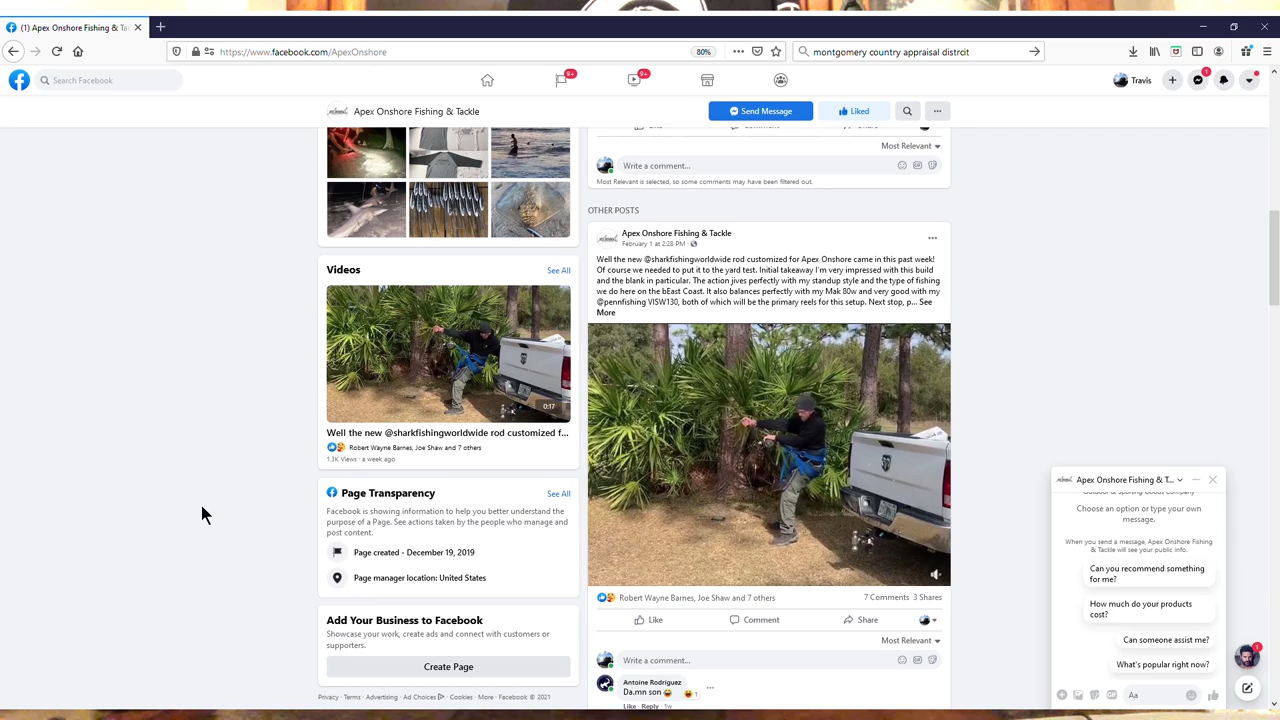 (1) Apex Onshore Fishing & Ta
https://www.facebook.com/ApexOnshore
80%
montgomery country appraisal distrcit
Search Facebook
9+
9+
Travis
1
Apex Onshore Fishing & Tackle
Send Message
Liked
Most Relevant
Write a comment...
Most Relevant is selected, so some comments may have been filtered out.
OTHER POSTS
Apex Onshore Fishing & Tackle
February 1 at 2:28 PM ·
Well the new @sharkfishingworldwide rod customized for Apex Onshore came in this past week!
Of course we needed to put it to the yard test. Initial takeaway I'm very impressed with this build
and the blank in particular. The action jives perfectly with my standup style and the type of fishing
we do here on the bEast Coast. It also balances perfectly with my Mak 80w and very good with my
@pennfishing VISW130, both of which will be the primary reels for this setup. Next stop, p... See
More
Videos
See All
0:17
Well the new @sharkfishingworldwide rod customized f...
Robert Wayne Barnes, Joe Shaw and 7 others
1.3K Views · a week ago
Page Transparency
See All
Facebook is showing information to help you better understand the
purpose of a Page. See actions taken by the people who manage and
post content.
Page created - December 19, 2019
Page manager location: United States
Add Your Business to Facebook
Showcase your work, create ads and connect with customers or
supporters.
Create Page
Privacy · Terms · Advertising · Ad Choices · Cookies · More · Facebook © 2021
Robert Wayne Barnes, Joe Shaw and 7 others
7 Comments 3 Shares
Like
Comment
Share
Most Relevant
Write a comment...
Antoine Rodriguez
Da.mn son
1
Like · Reply · 1w
Apex Onshore Fishing & T...
Outdoor & Sporting Goods Company
Choose an option or type your own
message.
When you send a message, Apex Onshore Fishing
& Tackle will see your public info.
Can you recommend something
for me?
How much do your products
cost?
Can someone assist me?
What's popular right now?
Aa
GIF
1